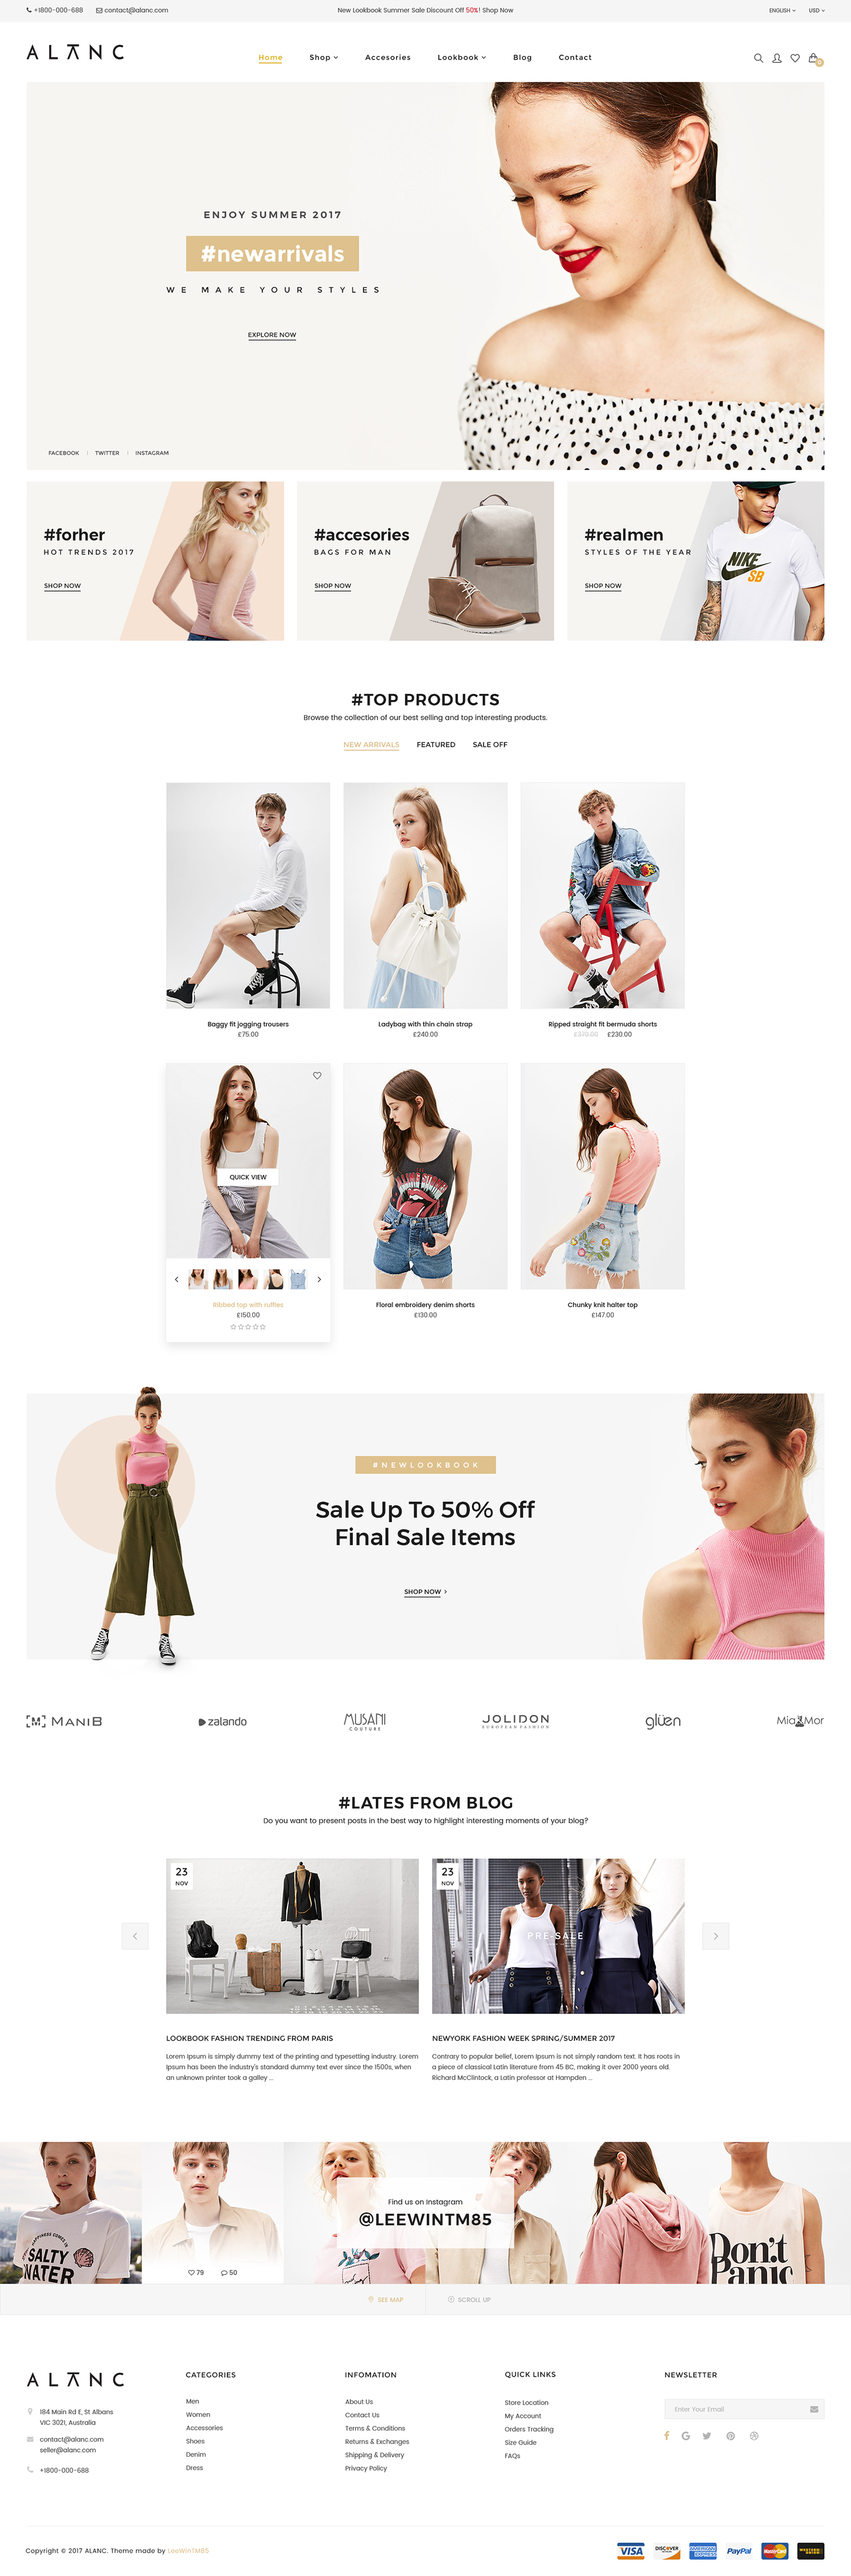 +1800-000-688
contact@alanc.com
New Lookbook Summer Sale Discount Off 50%! Shop Now
ENGLISH
USD
ALANC
Home
Shop
Accesories
Lookbook
Blog
Contact
0
ENJOY SUMMER 2017
#newarrivals
WE MAKE YOUR STYLES
EXPLORE NOW
FACEBOOK | TWITTER | INSTAGRAM
#forher
HOT TRENDS 2017
SHOP NOW
#accesories
BAGS FOR MAN
SHOP NOW
#realmen
STYLES OF THE YEAR
SHOP NOW
NIKE
SB
#TOP PRODUCTS
Browse the collection of our best selling and top interesting products.
NEW ARRIVALS
FEATURED
SALE OFF
Baggy fit jogging trousers
£75.00
Ladybag with thin chain strap
£240.00
Ripped straight fit bermuda shorts
£370.00 £230.00
QUICK VIEW
Ribbed top with ruffles
£150.00
Floral embroidery denim shorts
£130.00
Chunky knit halter top
£147.00
#NEWLOOKBOOK
Sale Up To 50% Off
Final Sale Items
SHOP NOW
[M] MANIB
zalando
MUSANI
COUTURE
JOLIDON
EUROPEAN FASHION
glüen
Mia Mor
#LATES FROM BLOG
Do you want to present posts in the best way to highlight interesting moments of your blog?
23
NOV
23
NOV
PRE-SALE
LOOKBOOK FASHION TRENDING FROM PARIS
Lorem Ipsum is simply dummy text of the printing and typesetting industry. Lorem
Ipsum has been the industry's standard dummy text ever since the 1500s, when
an unknown printer took a galley ...
NEWYORK FASHION WEEK SPRING/SUMMER 2017
Contrary to popular belief, Lorem Ipsum is not simply random text. It has roots in
a piece of classical Latin literature from 45 BC, making it over 2000 years old.
Richard McClintock, a Latin professor at Hampden ...
HAPPINESS COMES IN
SALTY
WATER
79
50
Find us on Instagram
@LEEWINTM85
Don't
Panic
SEE MAP
SCROLL UP
ALANC
184 Main Rd E, St Albans
VIC 3021, Australia
contact@alanc.com
seller@alanc.com
+1800-000-688
CATEGORIES
Men
Women
Accessories
Shoes
Denim
Dress
INFOMATION
About Us
Contact Us
Terms & Conditions
Returns & Exchanges
Shipping & Delivery
Privacy Policy
QUICK LINKS
Store Location
My Account
Orders Tracking
Size Guide
FAQs
NEWSLETTER
Enter Your Email
Copyright © 2017 ALANC. Theme made by LeeWinTM85
VISA
DISCOVER
AMERICAN EXPRESS
PayPal
MasterCard
WESTERN UNION